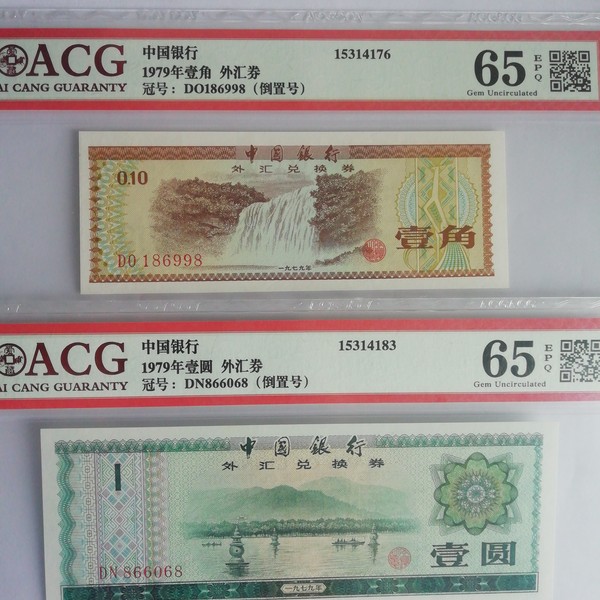 ACG
AI CANG GUARANTY
中国银行
1979年壹角 外汇券
冠号：DO186998（倒置号）
15314176
65
EPQ
Gem Uncirculated
中国银行
外汇兑换券
0.10
DO 186998
壹角
一九七九年
ACG
AI CANG GUARANTY
中国银行
1979年壹圆 外汇券
冠号：DN866068（倒置号）
15314183
65
EPQ
Gem Uncirculated
中國銀行
外汇兑换券
1
DN 866068
壹圆
一九七九年